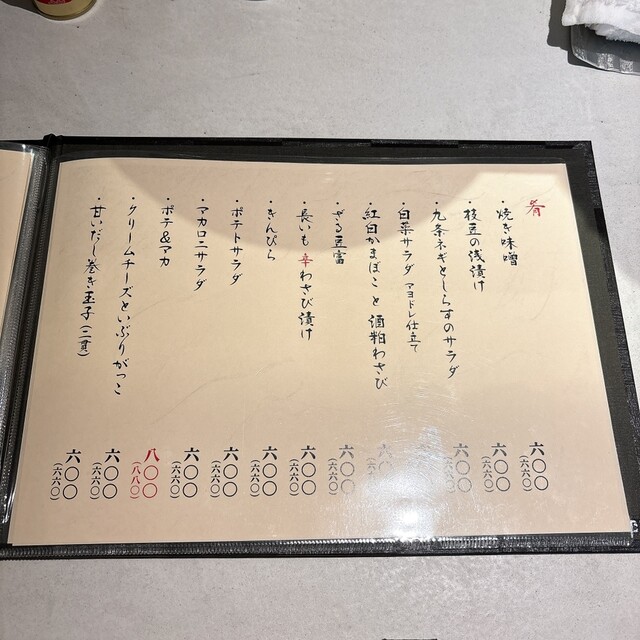 肴
・焼き味噌 六〇〇(六六〇)
・枝豆の浅漬け 六〇〇(六六〇)
・九条ネギとしらすのサラダ 六〇〇(六六〇)
・白菜サラダ マヨドレ仕立て
・紅白かまぼこと酒粕わさび 六〇〇(六六〇)
・ざる豆富 六〇〇(六六〇)
・長いも辛わさび漬け 六〇〇(六六〇)
・きんぴら 六〇〇(六六〇)
・ポテトサラダ 六〇〇(六六〇)
・マカロニサラダ 六〇〇(六六〇)
・ポテ&マカ 八〇〇(八八〇)
・クリームチーズといぶりがっこ 六〇〇(六六〇)
・甘いだし巻き玉子(二貫) 六〇〇(六六〇)